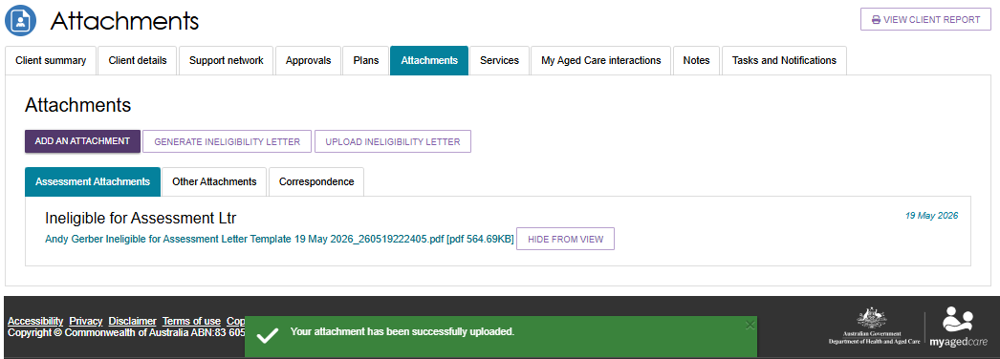 Attachments
VIEW CLIENT REPORT
Client summary
Client details
Support network
Approvals
Plans
Attachments
Services
My Aged Care interactions
Notes
Tasks and Notifications
Attachments
ADD AN ATTACHMENT
GENERATE INELIGIBILITY LETTER
UPLOAD INELIGIBILITY LETTER
Assessment Attachments
Other Attachments
Correspondence
Ineligible for Assessment Ltr
19 May 2026
Andy Gerber Ineligible for Assessment Letter Template 19 May 2026_260519222405.pdf [pdf 564.69KB]
HIDE FROM VIEW
Accessibility Privacy Disclaimer Terms of use Cop
Copyright © Commonwealth of Australia ABN:83 605
Your attachment has been successfully uploaded.
Australian Government
Department of Health and Aged Care
myagedcare